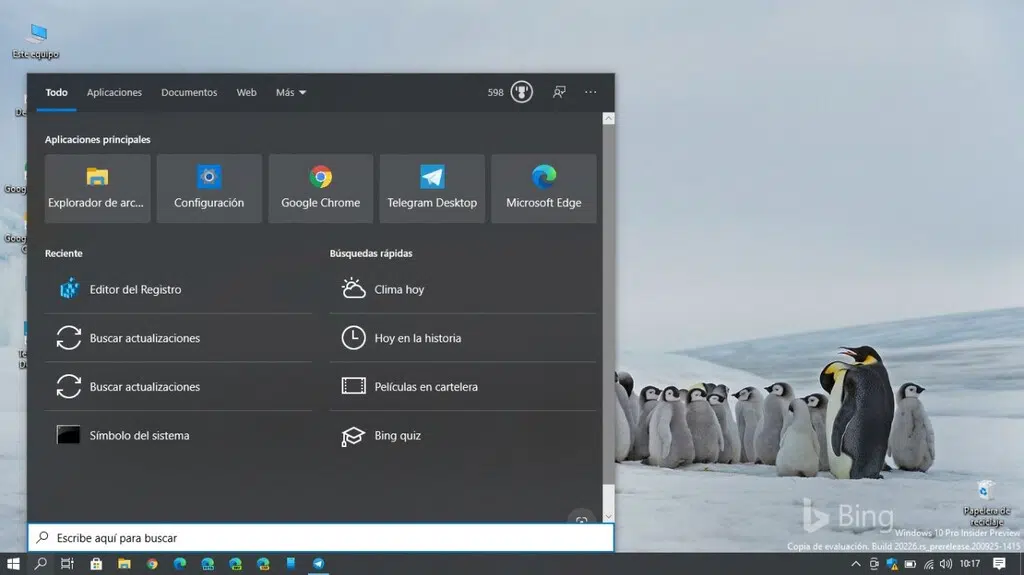 Este equipo
Todo
Aplicaciones
Documentos
Web
Más
598
Aplicaciones principales
Explorador de arc...
Configuración
Google Chrome
Telegram Desktop
Microsoft Edge
Reciente
Búsquedas rápidas
Editor del Registro
Clima hoy
Buscar actualizaciones
Hoy en la historia
Buscar actualizaciones
Películas en cartelera
Símbolo del sistema
Bing quiz
Papelera de
reciclaje
Bing
Windows 10 Pro Insider Preview
Copia de evaluación. Build 20226.rs_prerelease.200925-1415
Escribe aquí para buscar
10:17